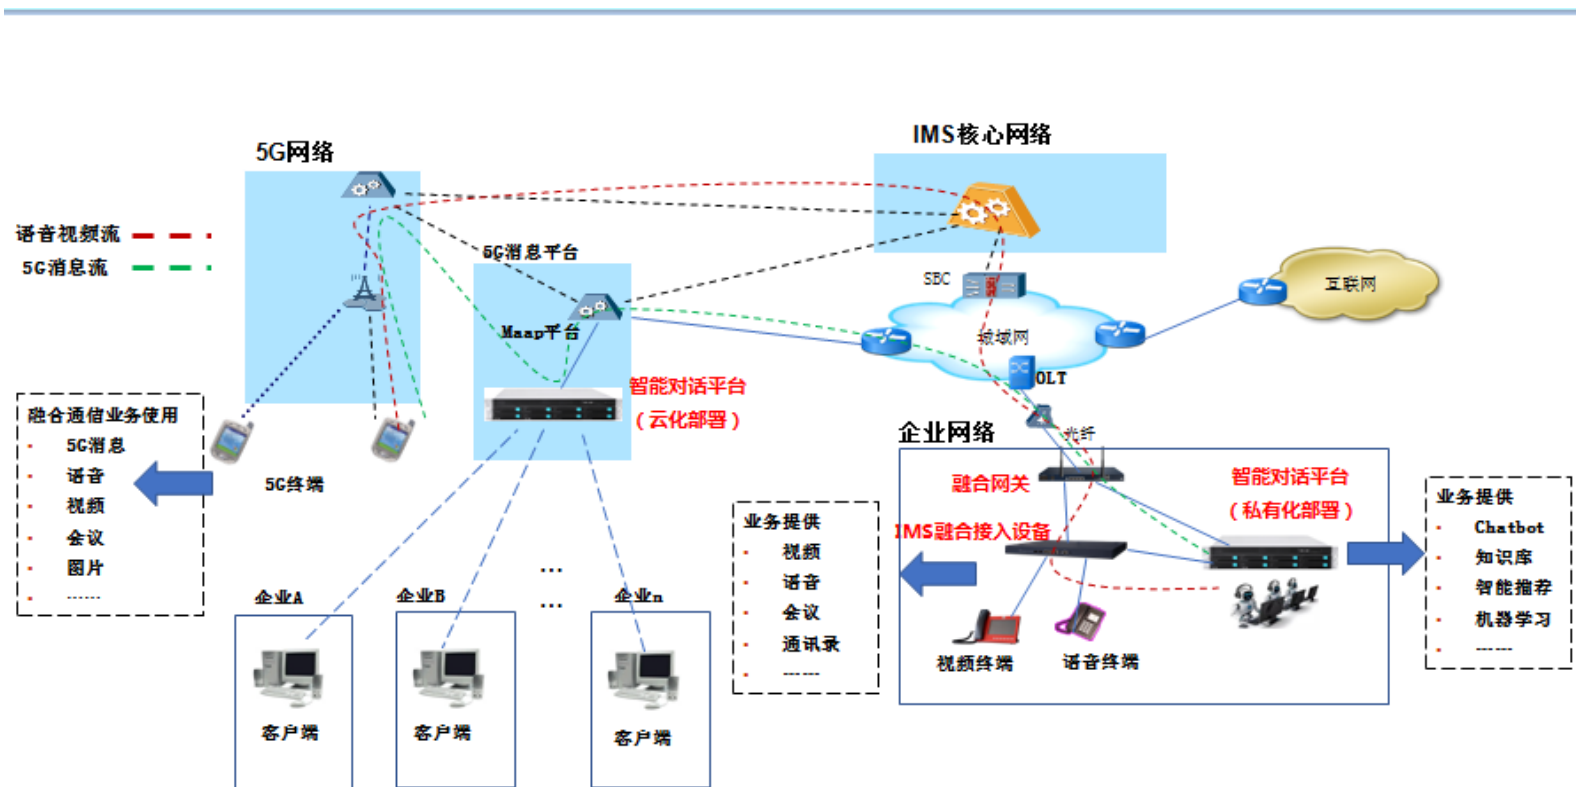 5G网络
IMS核心网络
语音视频流
5G消息流
5G消息平台
Maap平台
智能对话平台
（云化部署）
SBC
城域网
互联网
OLT
光纤
融合通信业务使用
5G消息
语音
视频
会议
图片
------
5G终端
企业网络
融合网关
IMS融合接入设备
智能对话平台
（私有化部署）
业务提供
视频
语音
会议
通讯录
------
业务提供
Chatbot
知识库
智能推荐
机器学习
------
视频终端
语音终端
企业A
企业B
...
...
企业n
客户端
客户端
客户端